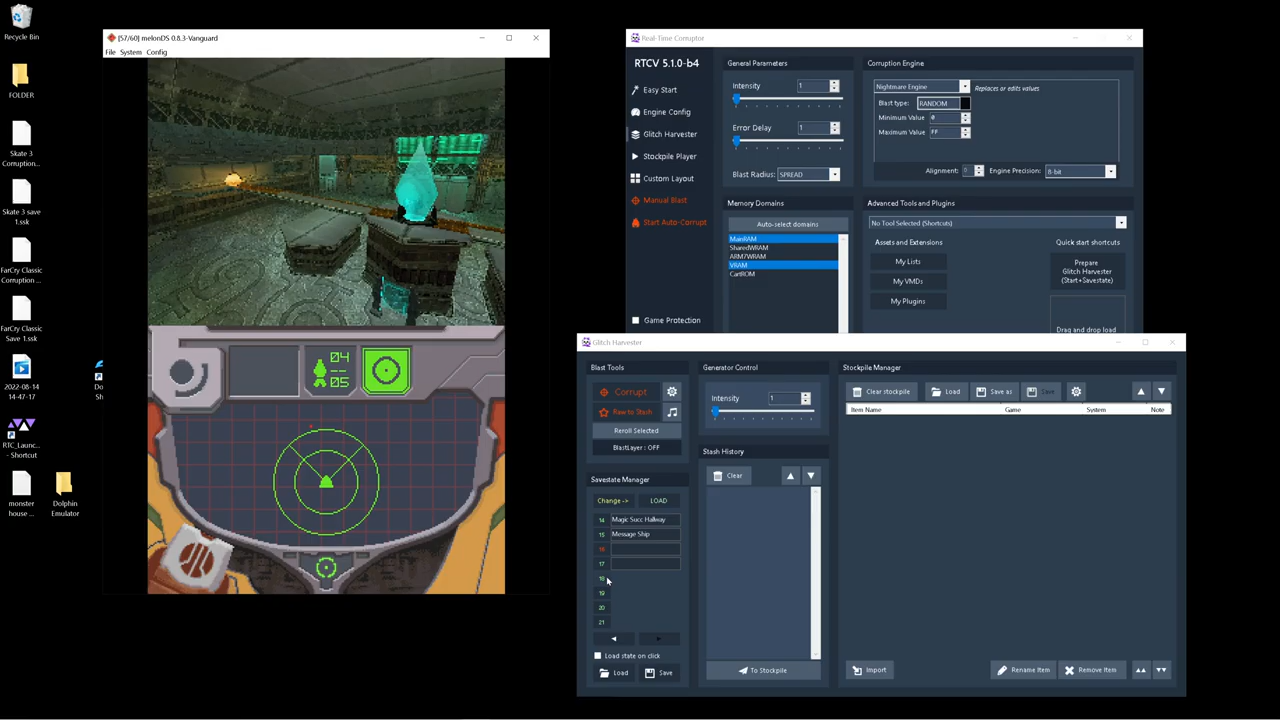 Recycle Bin
FOLDER
Skate 3
Corruption...
Skate 3 save
1.ssk
FarCry Classic
Corruption ...
FarCry Classic
Save 1.ssk
2022-08-14
14-47-17
RTC_Launc...
- Shortcut
monster
house ...
Dolphin
Emulator
[57/60] melonDS 0.8.3-Vanguard
File System Config
04
--
05
Real-Time Corruptor
RTCV 5.1.0-b4
Easy Start
Engine Config
Glitch Harvester
Stockpile Player
Custom Layout
Manual Blast
Start Auto-Corrupt
Game Protection
General Parameters
Intensity 1
Error Delay 1
Blast Radius: SPREAD
Memory Domains
Auto-select domains
MainRAM
SharedWRAM
ARM7WRAM
VRAM
CartROM
Corruption Engine
Nightmare Engine Replaces or edits values
Blast type: RANDOM
Minimum Value 0
Maximum Value FF
Alignment: 0 Engine Precision: 8-bit
Advanced Tools and Plugins
No Tool Selected (Shortcuts)
Assets and Extensions
My Lists
My VMDs
My Plugins
Quick start shortcuts
Prepare
Glitch Harvester
(Start+Savestate)
Drag and drop load
Glitch Harvester
Blast Tools
Corrupt
Raw to Stash
Reroll Selected
BlastLayer : OFF
Savestate Manager
Change -> LOAD
14 Magic Succ Hallway
15 Message Ship
16
17
18
19
20
21
Load state on click
Load Save
Generator Control
Intensity 1
Stash History
Clear
To Stockpile
Stockpile Manager
Clear stockpile Load Save as Save
Item Name Game System Note
Import Rename Item Remove Item